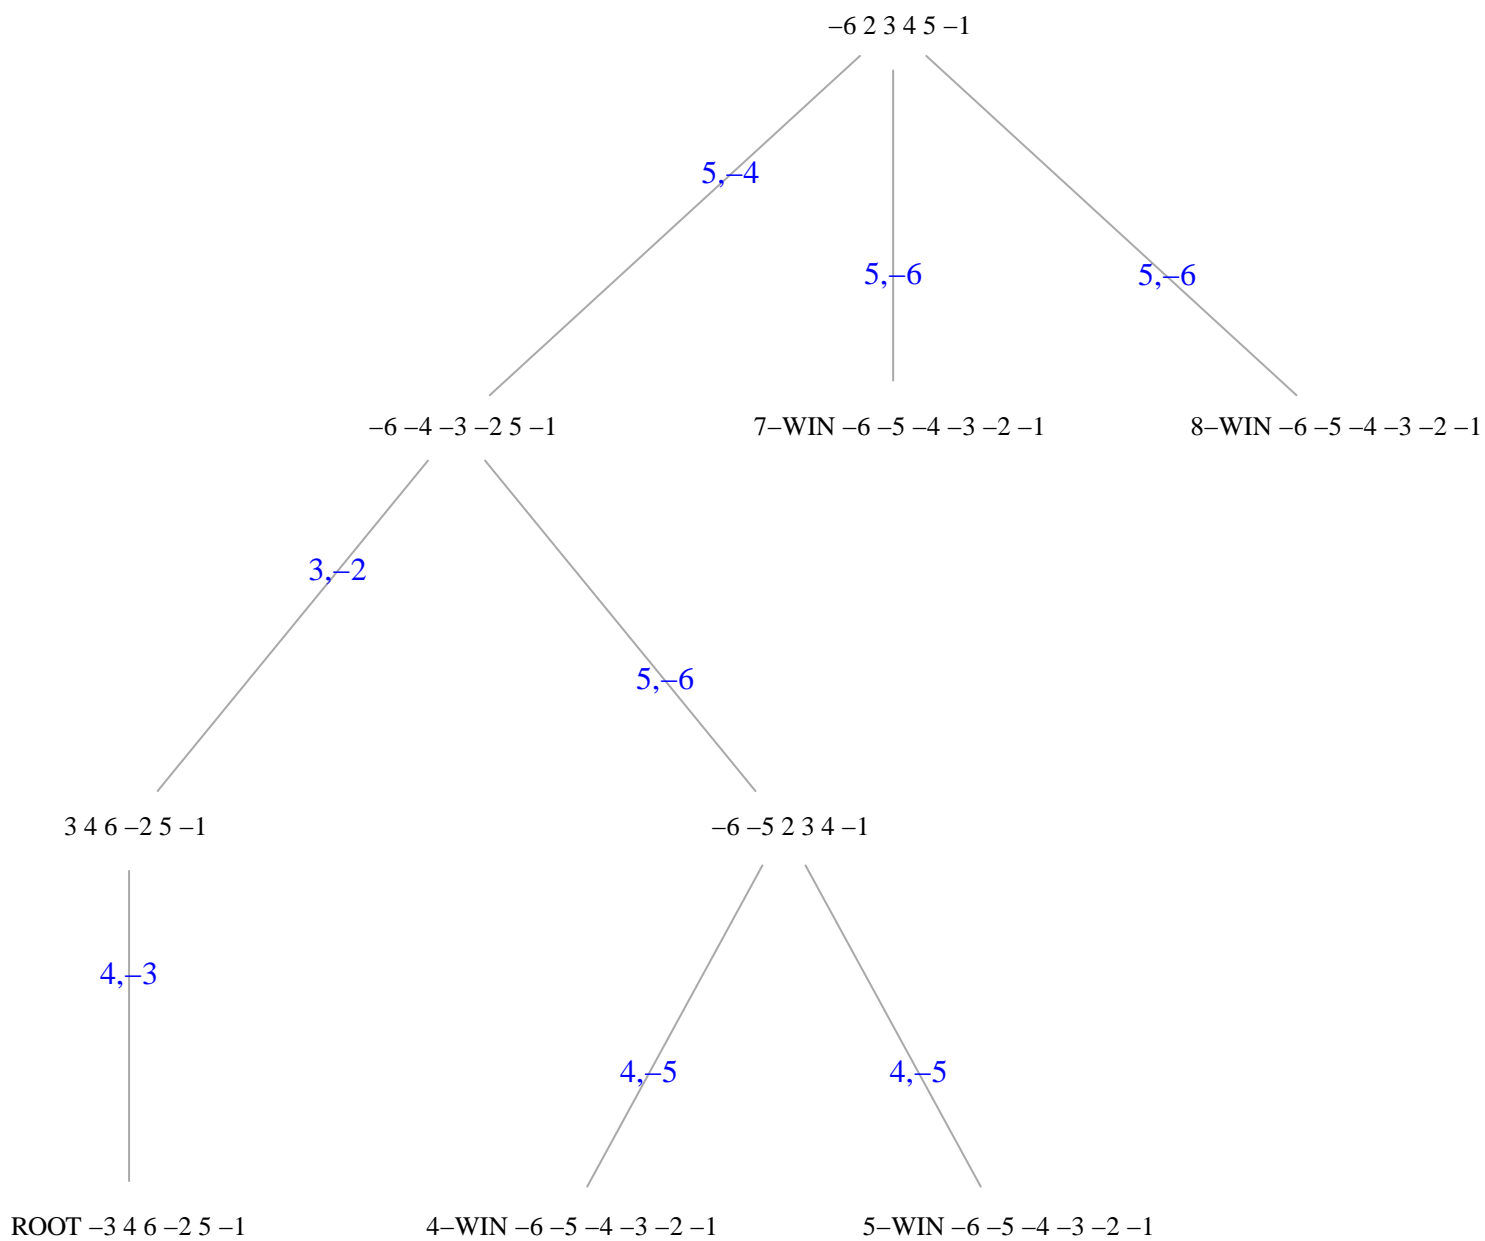 –6 2 3 4 5 –1
5,–4
5,–6
5,–6
–6 –4 –3 –2 5 –1
7–WIN –6 –5 –4 –3 –2 –1
8–WIN –6 –5 –4 –3 –2 –1
3,–2
5,–6
3 4 6 –2 5 –1
–6 –5 2 3 4 –1
4,–3
4,–5
4,–5
ROOT –3 4 6 –2 5 –1
4–WIN –6 –5 –4 –3 –2 –1
5–WIN –6 –5 –4 –3 –2 –1